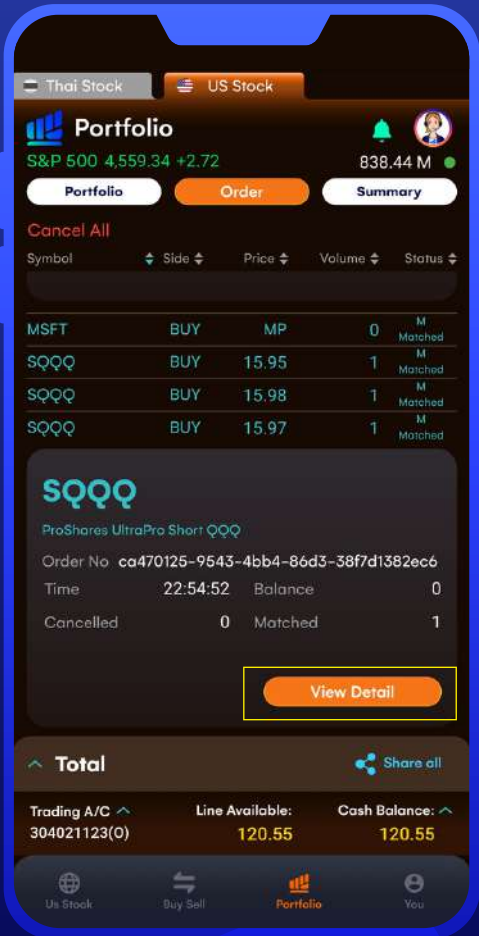 Thai Stock
US Stock
Portfolio
S&P 500 4,559.34 +2.72 838.44 M
Portfolio Order Summary
Cancel All
Symbol Side Price Volume Status
MSFT BUY MP 0 M Matched
SQQQ BUY 15.95 1 M Matched
SQQQ BUY 15.98 1 M Matched
SQQQ BUY 15.97 1 M Matched
SQQQ
ProShares UltraPro Short QQQ
Order No ca470125-9543-4bb4-86d3-38f7d1382ec6
Time 22:54:52 Balance 0
Cancelled 0 Matched 1
View Detail
Total Share all
Trading A/C Line Available: Cash Balance:
304021123(O) 120.55 120.55
Us Stock Buy Sell Portfolio You